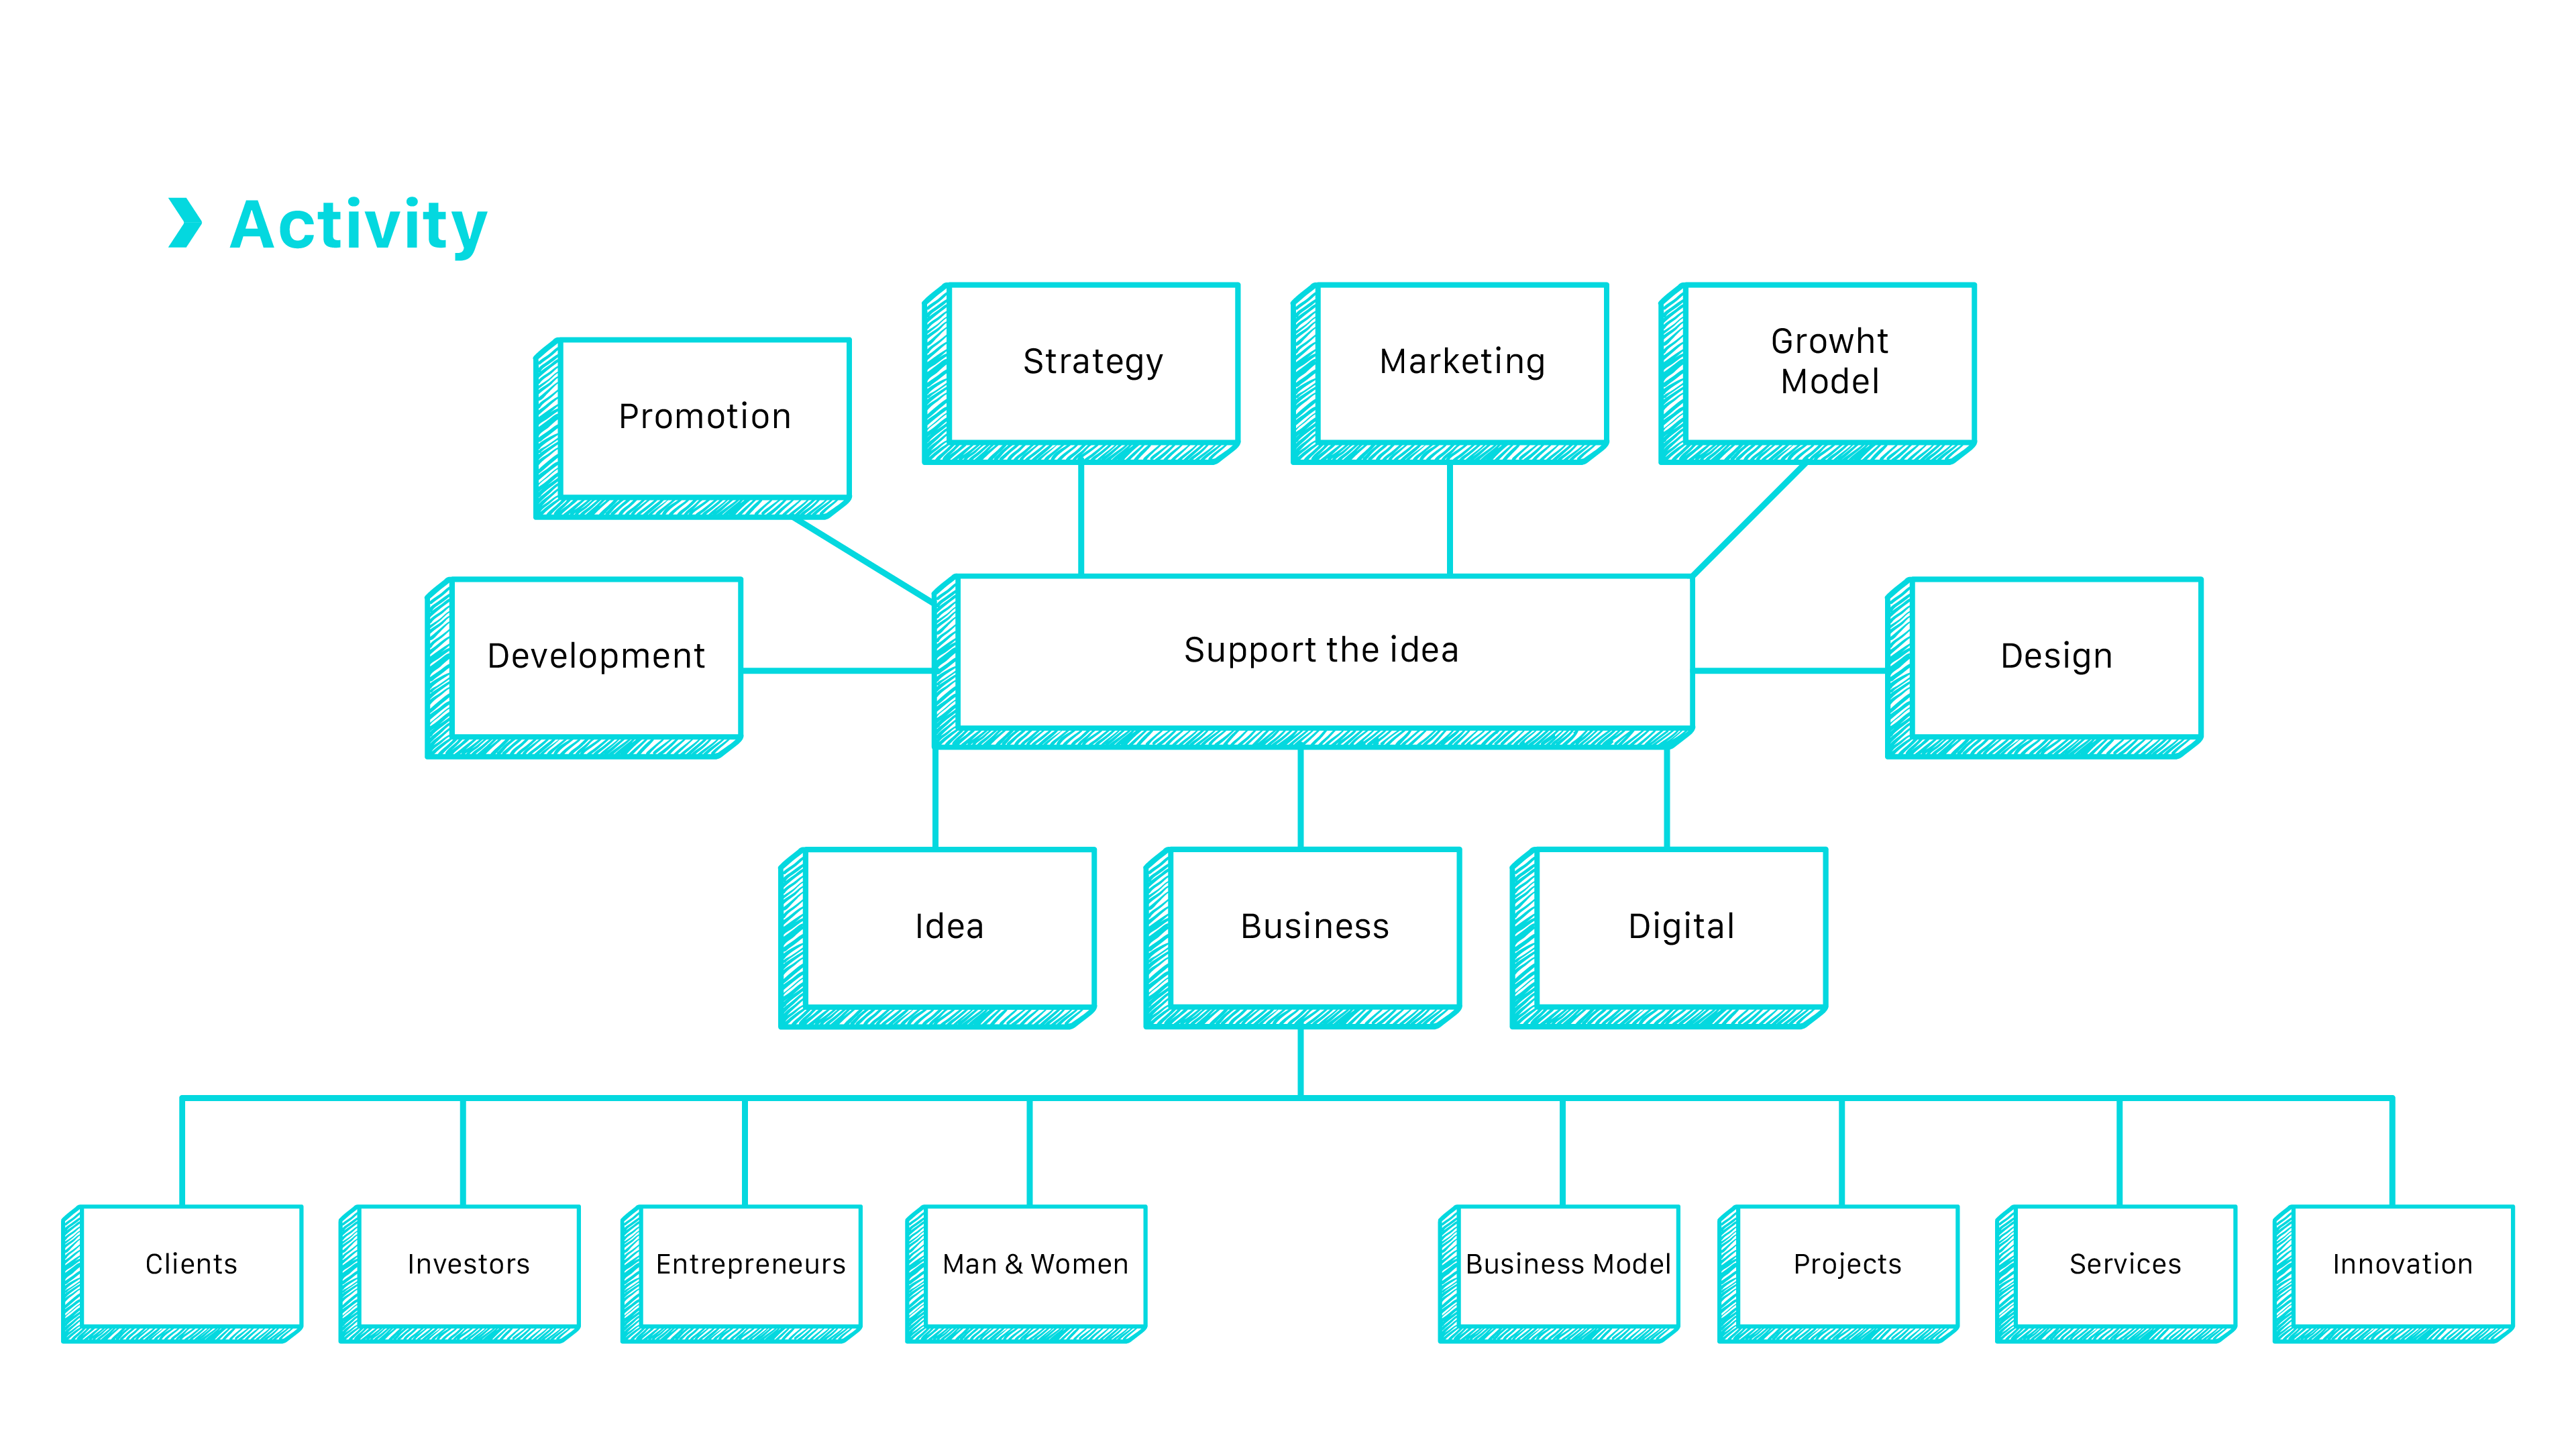 Activity
Strategy
Marketing
Growht
Model
Promotion
Development
Support the idea
Design
Idea
Business
Digital
Clients
Investors
Entrepreneurs
Man & Women
Business Model
Projects
Services
Innovation